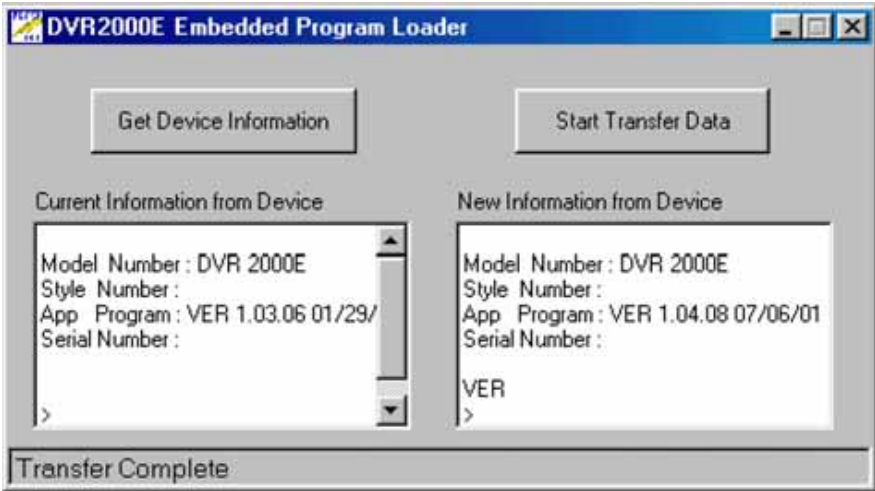 DVR2000E Embedded Program Loader
Get Device Information
Start Transfer Data
Current Information from Device
Model Number : DVR 2000E
Style Number :
App Program : VER 1.03.06 01/29/
Serial Number :
>
New Information from Device
Model Number : DVR 2000E
Style Number :
App Program : VER 1.04.08 07/06/01
Serial Number :
VER
>
Transfer Complete